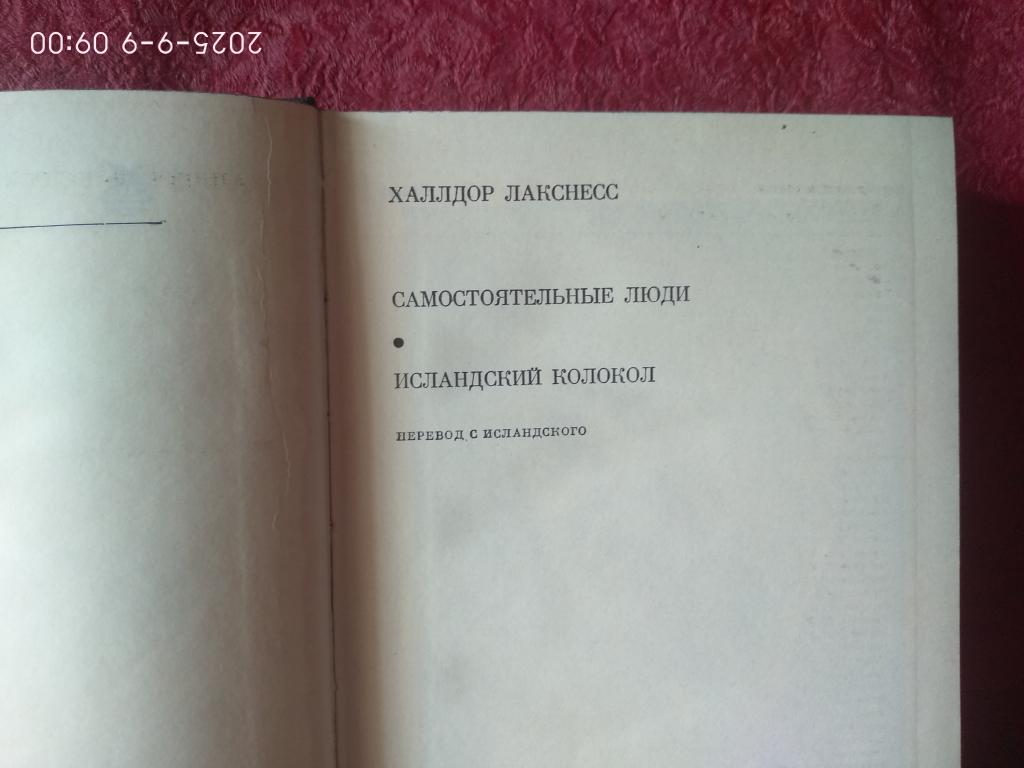 2025-9-9 09:00
ХАЛЛДОР ЛАКСНЕСС
САМОСТОЯТЕЛЬНЫЕ ЛЮДИ
•
ИСЛАНДСКИЙ КОЛОКОЛ
ПЕРЕВОД С ИСЛАНДСКОГО